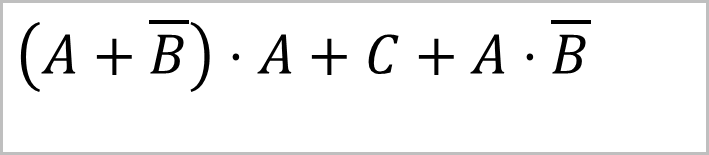 (A + B̅) · A + C + A · B̅